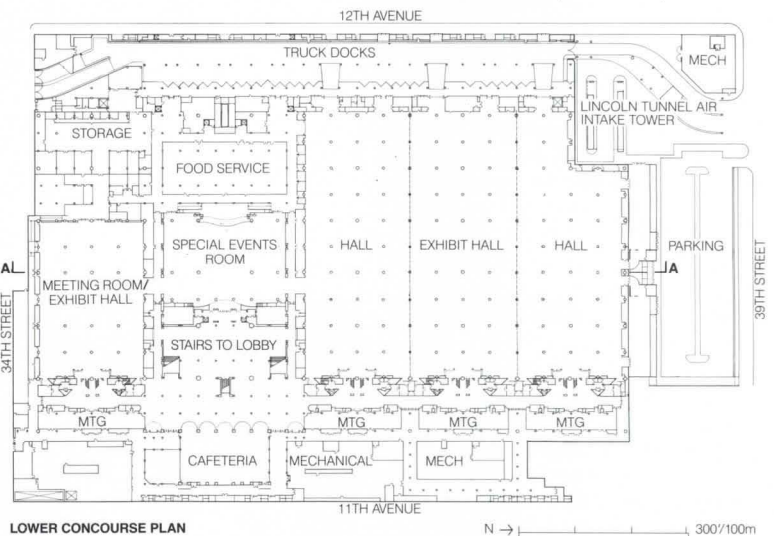 12TH AVENUE
TRUCK DOCKS
MECH
LINCOLN TUNNEL AIR
INTAKE TOWER
STORAGE
FOOD SERVICE
SPECIAL EVENTS
ROOM
HALL
EXHIBIT HALL
HALL
PARKING
A
A
MEETING ROOM/
EXHIBIT HALL
34TH STREET
39TH STREET
STAIRS TO LOBBY
MTG
MTG
MTG
MTG
CAFETERIA
MECHANICAL
MECH
11TH AVENUE
LOWER CONCOURSE PLAN
N
300'/100m